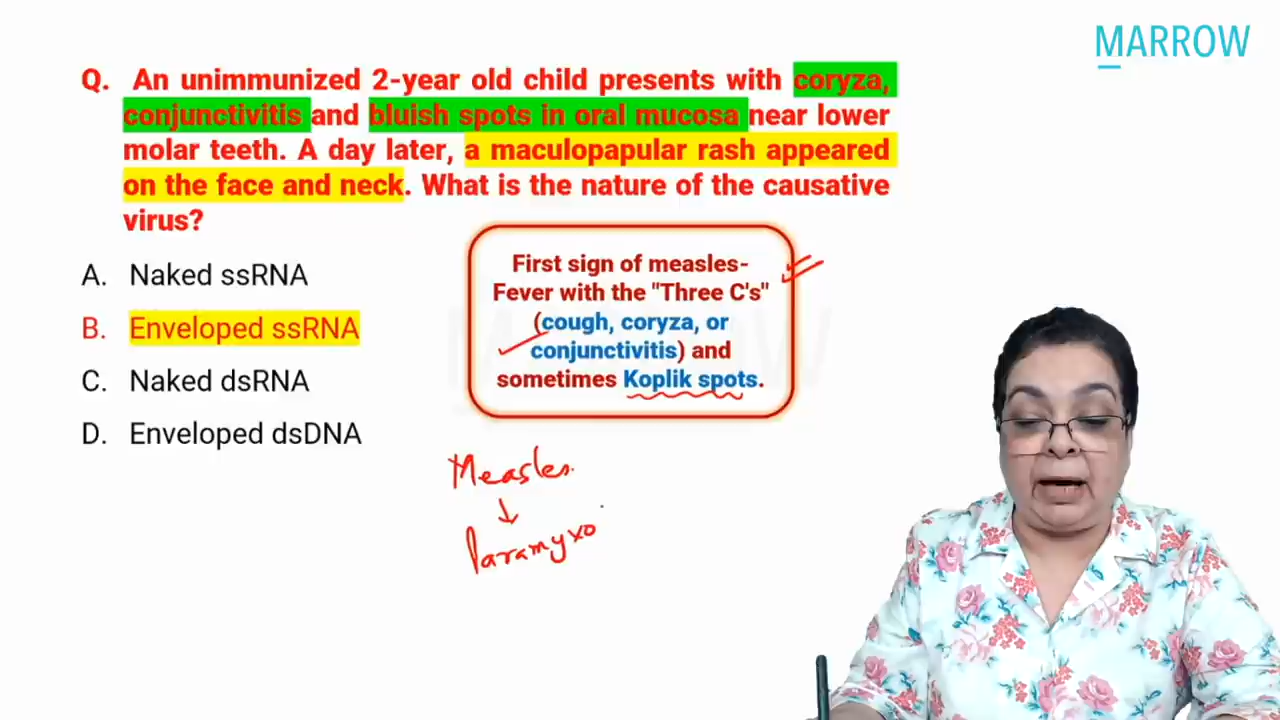 MARROW
Q. An unimmunized 2-year old child presents with coryza,
conjunctivitis and bluish spots in oral mucosa near lower
molar teeth. A day later, a maculopapular rash appeared
on the face and neck. What is the nature of the causative
virus?
A. Naked ssRNA
B. Enveloped ssRNA
C. Naked dsRNA
D. Enveloped dsDNA
First sign of measles-
Fever with the "Three C's"
(cough, coryza, or
conjunctivitis) and
sometimes Koplik spots.
Measles
↓
Paramyxo